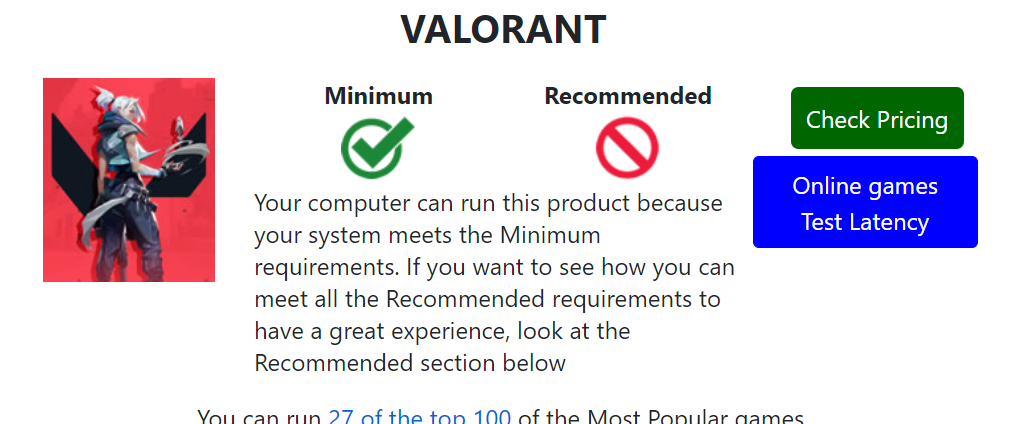 VALORANT
Minimum
Recommended
Check Pricing
Online games
Test Latency
Your computer can run this product because
your system meets the Minimum
requirements. If you want to see how you can
meet all the Recommended requirements to
have a great experience, look at the
Recommended section below
You can run 27 of the top 100 of the Most Popular games